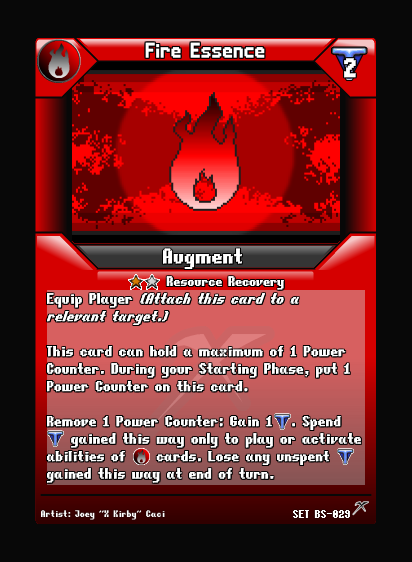 Fire Essence
2
Augment
Resource Recovery
Equip Player (Attach this card to a
relevant target.)
This card can hold a maximum of 1 Power
Counter. During your Starting Phase, put 1
Power Counter on this card.
Remove 1 Power Counter: Gain 1. Spend
gained this way only to play or activate
abilities of cards. Lose any unspent
gained this way at end of turn.
Artist: Joey "X Kirby" Caci
SET BS-029